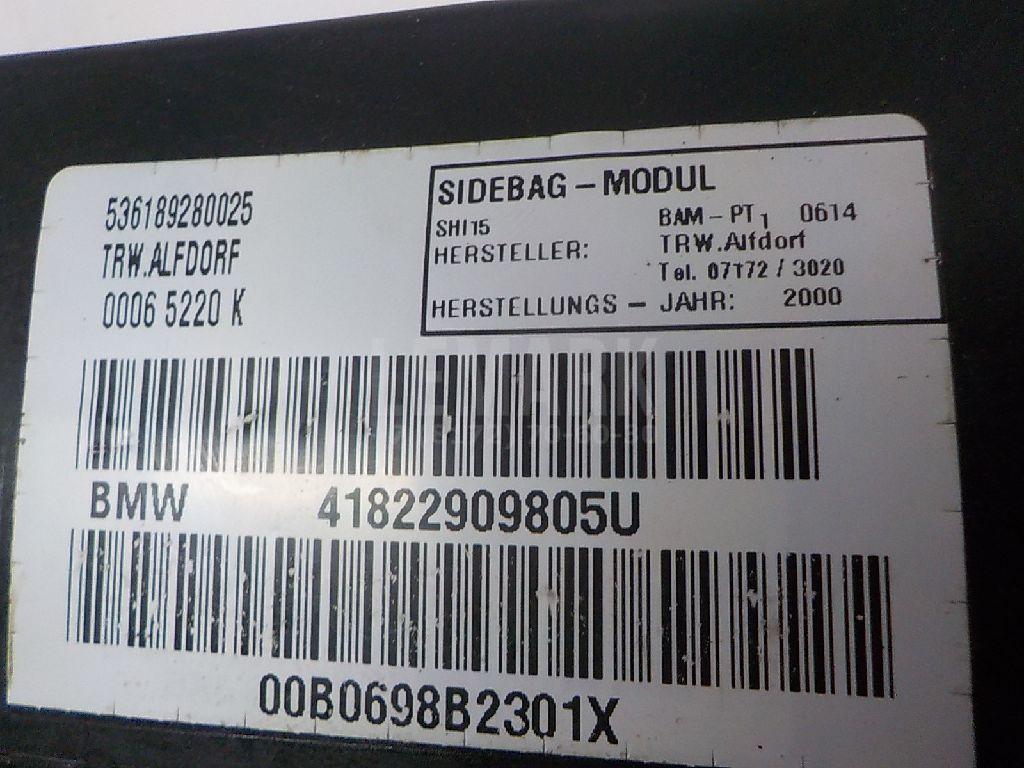 536189280025
TRW.ALFDORF
0006 5220 K
SIDEBAG – MODUL
SHI15 BAM – PT1 0614
HERSTELLER: TRW.Alfdorf
Tel. 07172 / 3020
HERSTELLUNGS – JAHR: 2000
LEMARK
BMW 41822909805U
00B0698B2301X